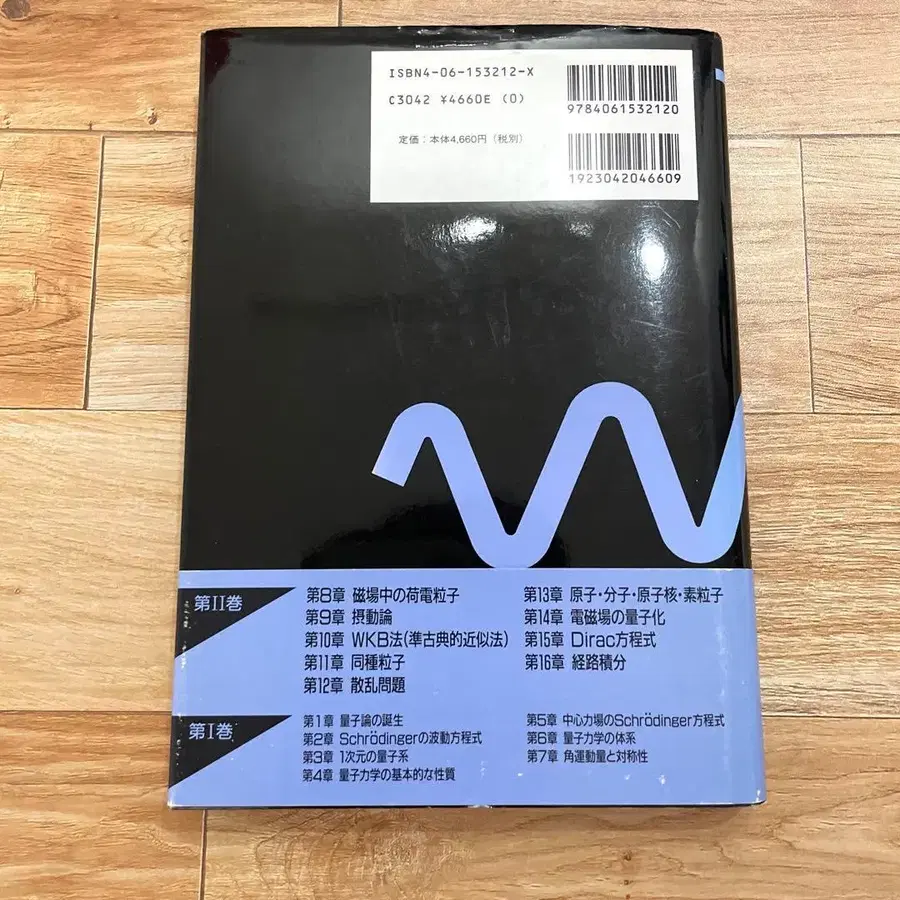 ISBN4-06-153212-X
C3042 ¥4660E (0)
定価：本体4,660円（税別）
9784061532120
1923042046609
第II巻
第8章 磁場中の荷電粒子
第9章 摂動論
第10章 WKB法（準古典的近似法）
第11章 同種粒子
第12章 散乱問題
第13章 原子・分子・原子核・素粒子
第14章 電磁場の量子化
第15章 Dirac方程式
第16章 経路積分
第I巻
第1章 量子論の誕生
第2章 Schrödingerの波動方程式
第3章 1次元の量子系
第4章 量子力学の基本的な性質
第5章 中心力場のSchrödinger方程式
第6章 量子力学の体系
第7章 角運動量と対称性